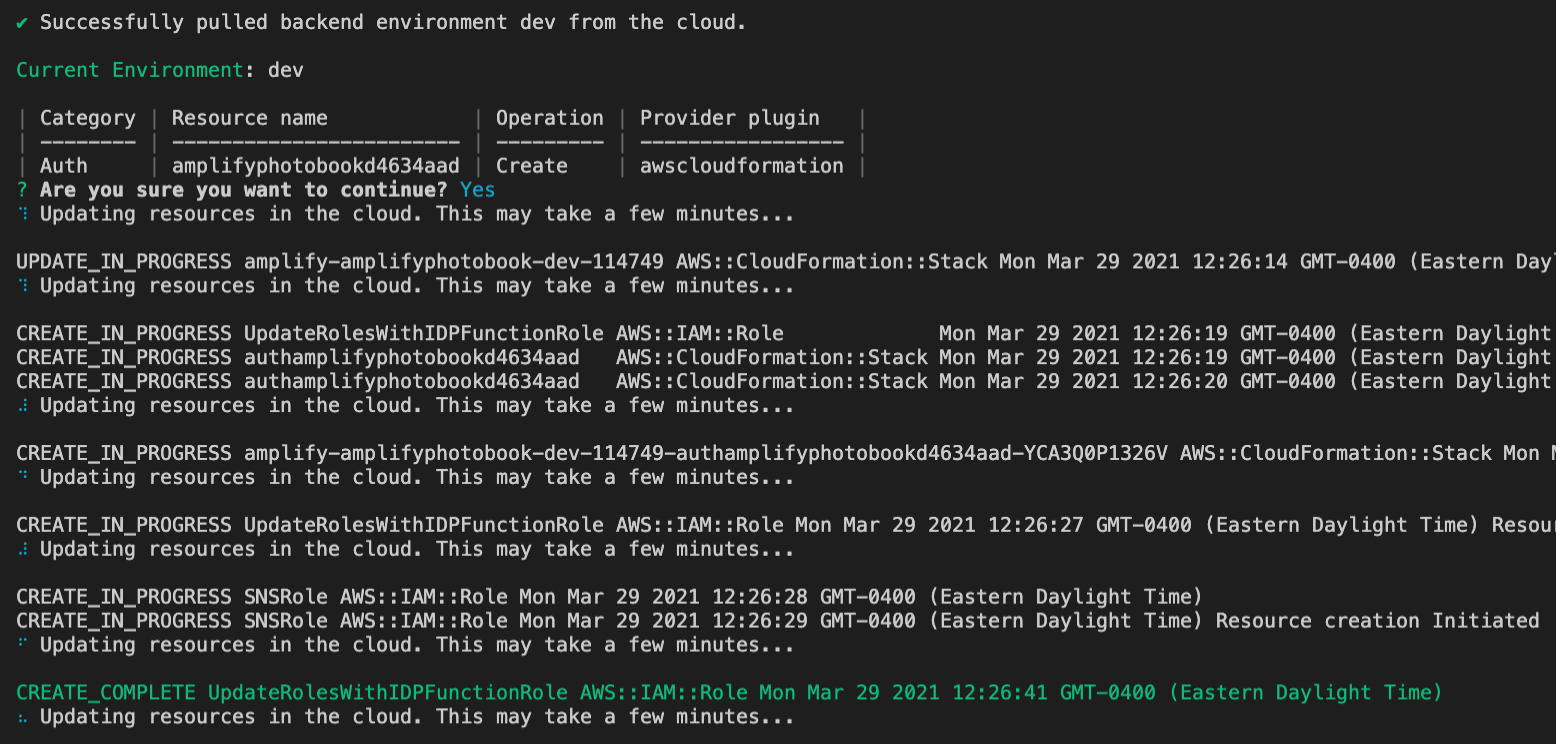 ✔ Successfully pulled backend environment dev from the cloud.
Current Environment: dev
| Category | Resource name | Operation | Provider plugin |
| -------- | ------------------------ | --------- | ----------------- |
| Auth | amplifyphotobookd4634aad | Create | awscloudformation |
? Are you sure you want to continue? Yes
Updating resources in the cloud. This may take a few minutes...
UPDATE_IN_PROGRESS amplify-amplifyphotobook-dev-114749 AWS::CloudFormation::Stack Mon Mar 29 2021 12:26:14 GMT-0400 (Eastern Day
Updating resources in the cloud. This may take a few minutes...
CREATE_IN_PROGRESS UpdateRolesWithIDPFunctionRole AWS::IAM::Role Mon Mar 29 2021 12:26:19 GMT-0400 (Eastern Daylight
CREATE_IN_PROGRESS authamplifyphotobookd4634aad AWS::CloudFormation::Stack Mon Mar 29 2021 12:26:19 GMT-0400 (Eastern Daylight
CREATE_IN_PROGRESS authamplifyphotobookd4634aad AWS::CloudFormation::Stack Mon Mar 29 2021 12:26:20 GMT-0400 (Eastern Daylight
Updating resources in the cloud. This may take a few minutes...
CREATE_IN_PROGRESS amplify-amplifyphotobook-dev-114749-authamplifyphotobookd4634aad-YCA3Q0P1326V AWS::CloudFormation::Stack Mon M
Updating resources in the cloud. This may take a few minutes...
CREATE_IN_PROGRESS UpdateRolesWithIDPFunctionRole AWS::IAM::Role Mon Mar 29 2021 12:26:27 GMT-0400 (Eastern Daylight Time) Resou
Updating resources in the cloud. This may take a few minutes...
CREATE_IN_PROGRESS SNSRole AWS::IAM::Role Mon Mar 29 2021 12:26:28 GMT-0400 (Eastern Daylight Time)
CREATE_IN_PROGRESS SNSRole AWS::IAM::Role Mon Mar 29 2021 12:26:29 GMT-0400 (Eastern Daylight Time) Resource creation Initiated
Updating resources in the cloud. This may take a few minutes...
CREATE_COMPLETE UpdateRolesWithIDPFunctionRole AWS::IAM::Role Mon Mar 29 2021 12:26:41 GMT-0400 (Eastern Daylight Time)
Updating resources in the cloud. This may take a few minutes...